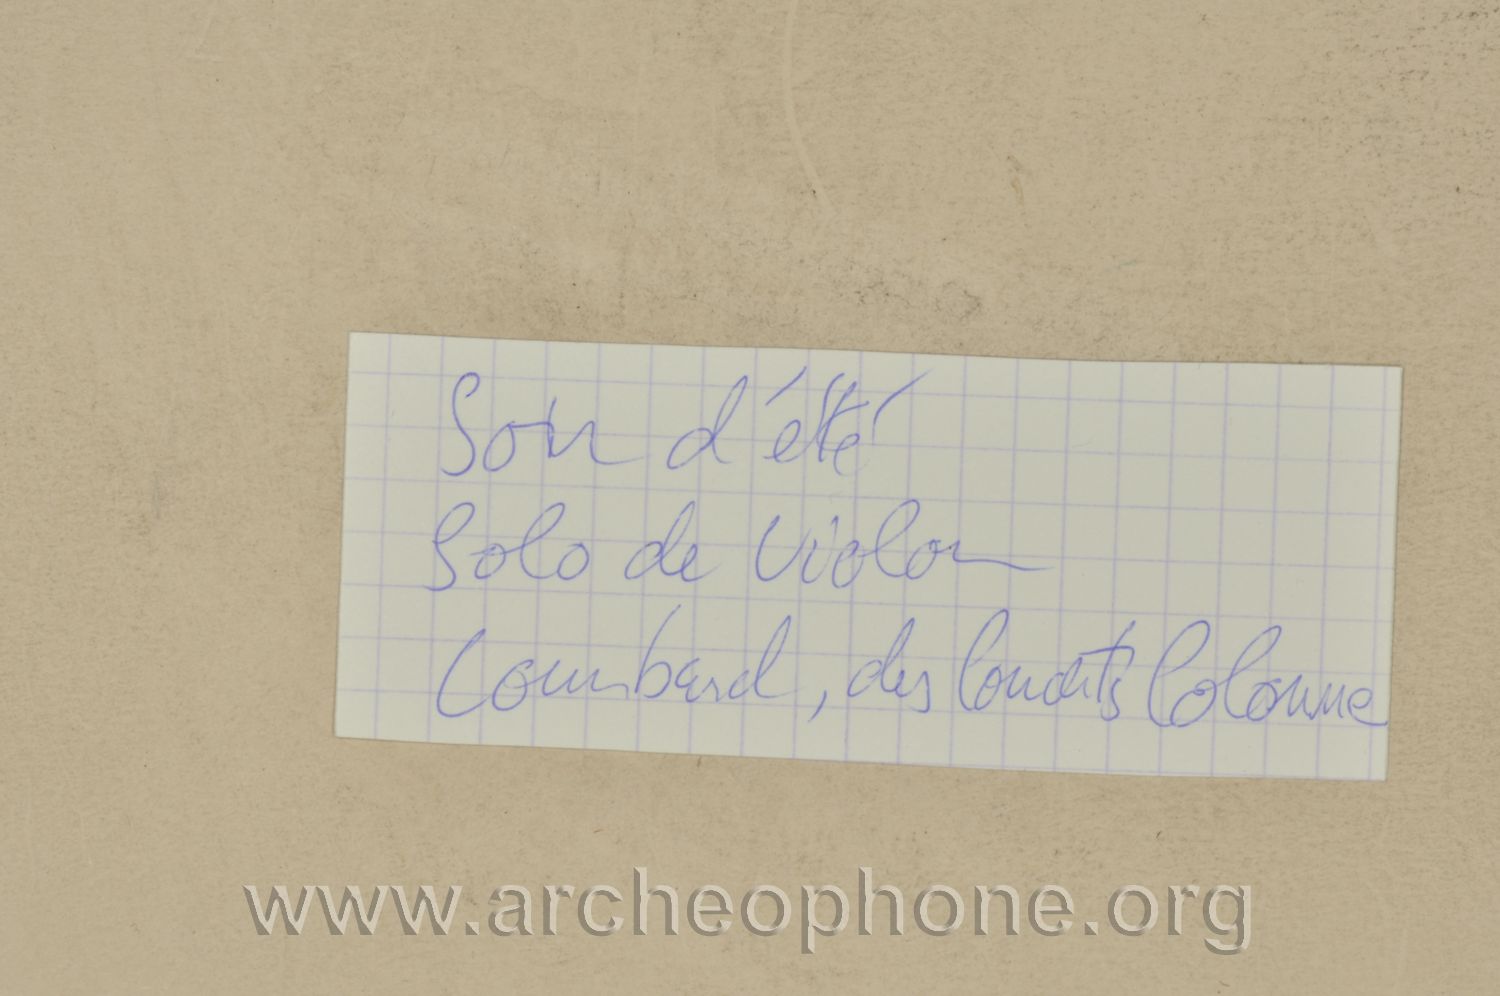 Soir d'été
Solo de Violon
Lombard, des Concerts Colonne
www.archeophone.org